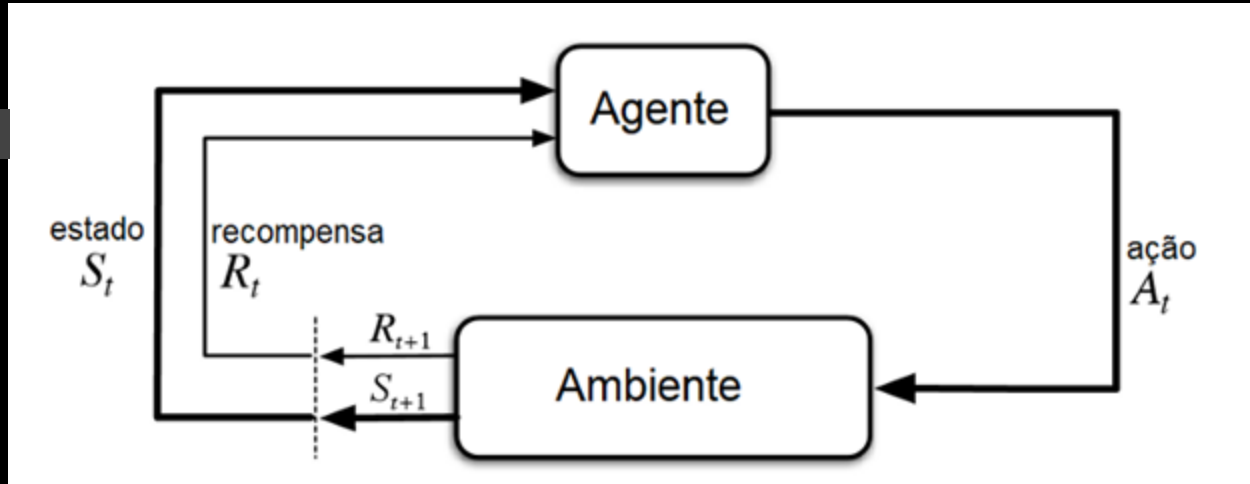 Agente
estado
S_t
recompensa
R_t
ação
A_t
R_{t+1}
S_{t+1}
Ambiente